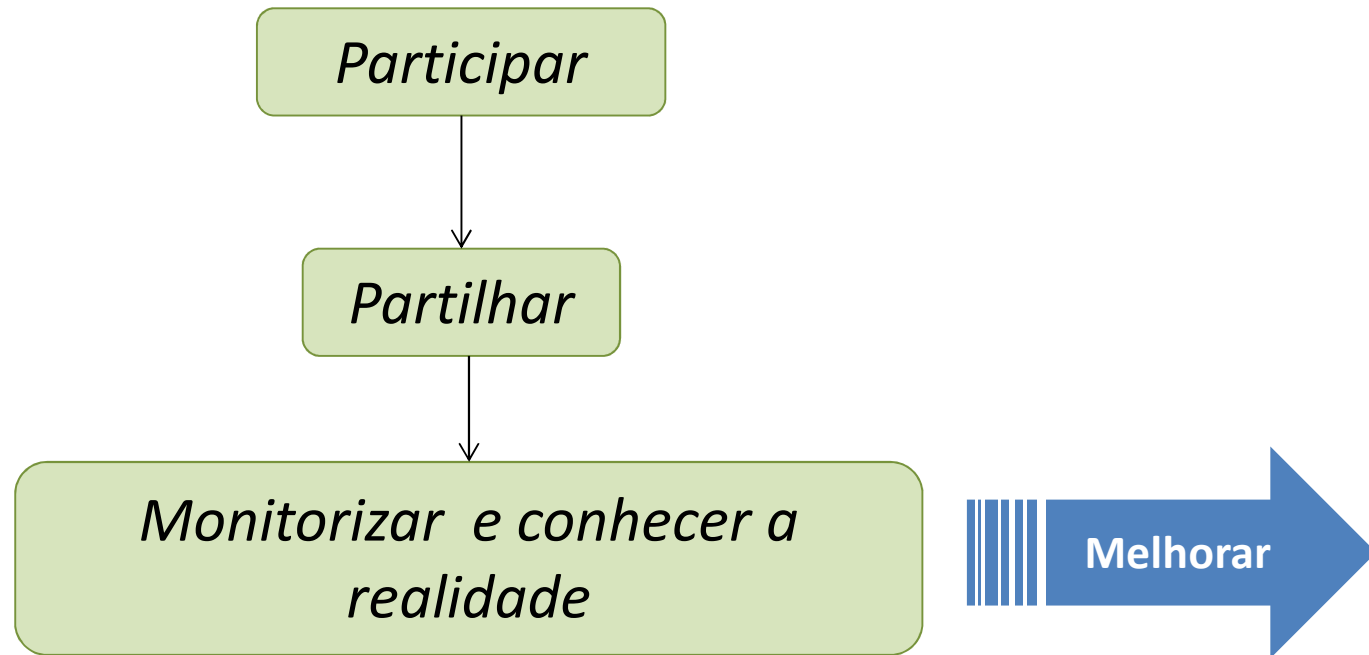 Participar
Partilhar
Monitorizar e conhecer a
realidade
Melhorar